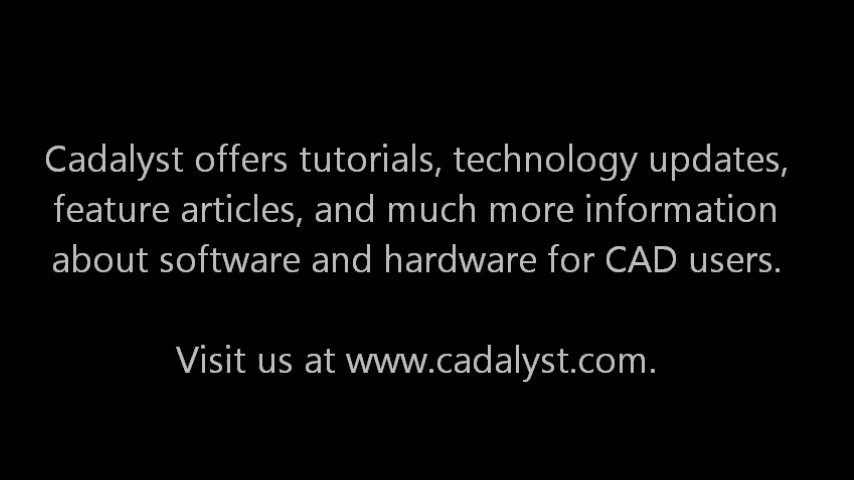 Cadalyst offers tutorials, technology updates,
feature articles, and much more information
about software and hardware for CAD users.
Visit us at www.cadalyst.com.